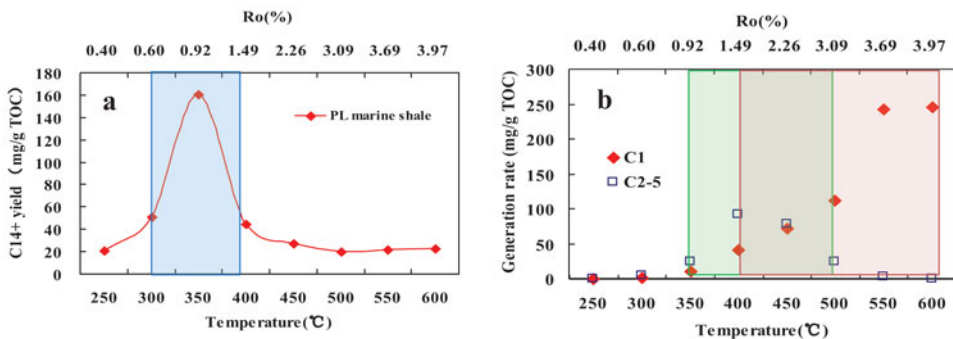 Ro(%)
0.40 0.60 0.92 1.49 2.26 3.09 3.69 3.97
180
160
140
120
100
80
60
40
20
0
C14+ yield (mg/g TOC)
a
PL marine shale
250 300 350 400 450 500 550 600
Temperature(℃)
Ro(%)
0.40 0.60 0.92 1.49 2.26 3.09 3.69 3.97
300
250
200
150
100
50
0
Generation rate (mg/g TOC)
b
C1
C2-5
250 300 350 400 450 500 550 600
Temperature(℃)